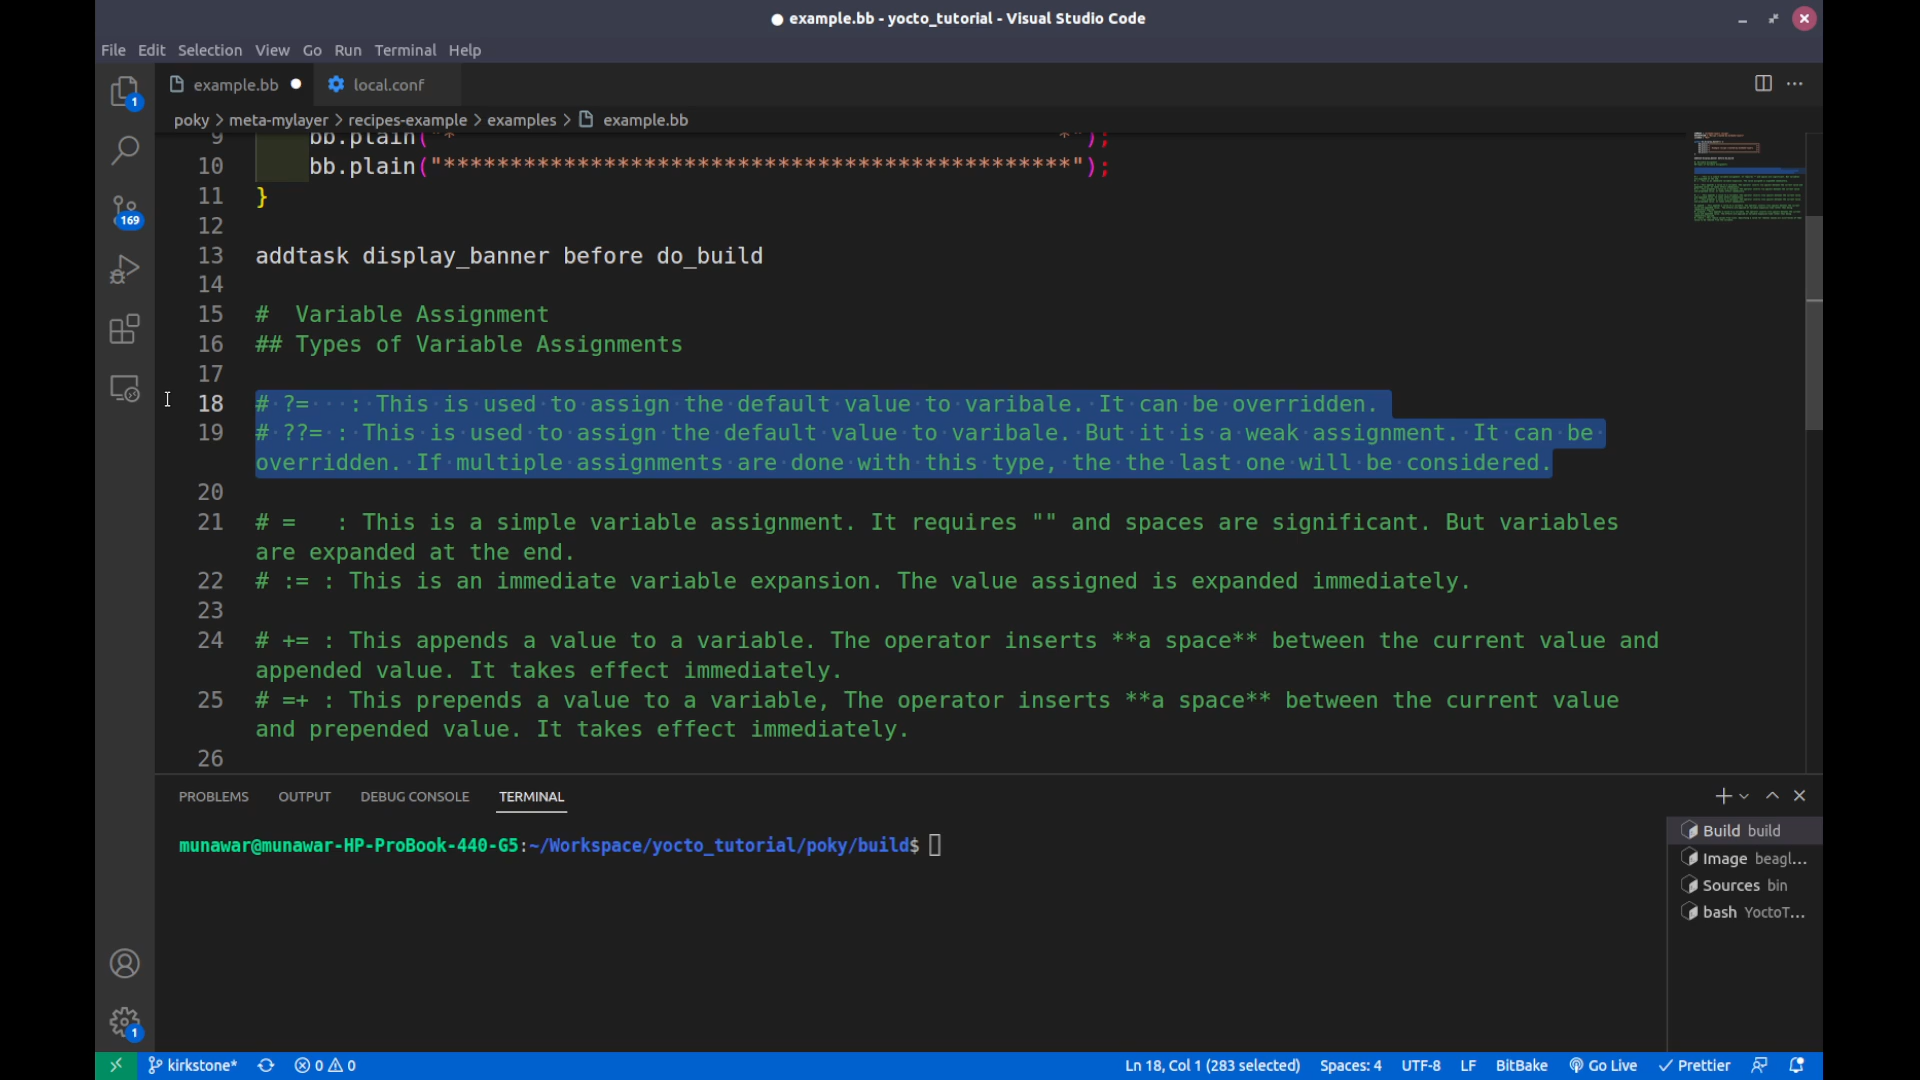 ● example.bb - yocto_tutorial - Visual Studio Code
File Edit Selection View Go Run Terminal Help
example.bb ● local.conf
poky > meta-mylayer > recipes-example > examples > example.bb
9 bb.plain("* *");
10 bb.plain("***********************************************");
11 }
12
13 addtask display_banner before do_build
14
15 #  Variable Assignment
16 ## Types of Variable Assignments
17
18 # ?=   : This is used to assign the default value to varibale. It can be overridden.
19 # ??= : This is used to assign the default value to varibale. But it is a weak assignment. It can be
overridden. If multiple assignments are done with this type, the the last one will be considered.
20
21 # =   : This is a simple variable assignment. It requires "" and spaces are significant. But variables
are expanded at the end.
22 # := : This is an immediate variable expansion. The value assigned is expanded immediately.
23
24 # += : This appends a value to a variable. The operator inserts **a space** between the current value and
appended value. It takes effect immediately.
25 # =+ : This prepends a value to a variable, The operator inserts **a space** between the current value
and prepended value. It takes effect immediately.
26
1
169
1
PROBLEMS OUTPUT DEBUG CONSOLE TERMINAL
munawar@munawar-HP-ProBook-440-G5:~/Workspace/yocto_tutorial/poky/build$
Build build
Image beagl...
Sources bin
bash YoctoT...
kirkstone* 0 0 Ln 18, Col 1 (283 selected) Spaces: 4 UTF-8 LF BitBake Go Live Prettier